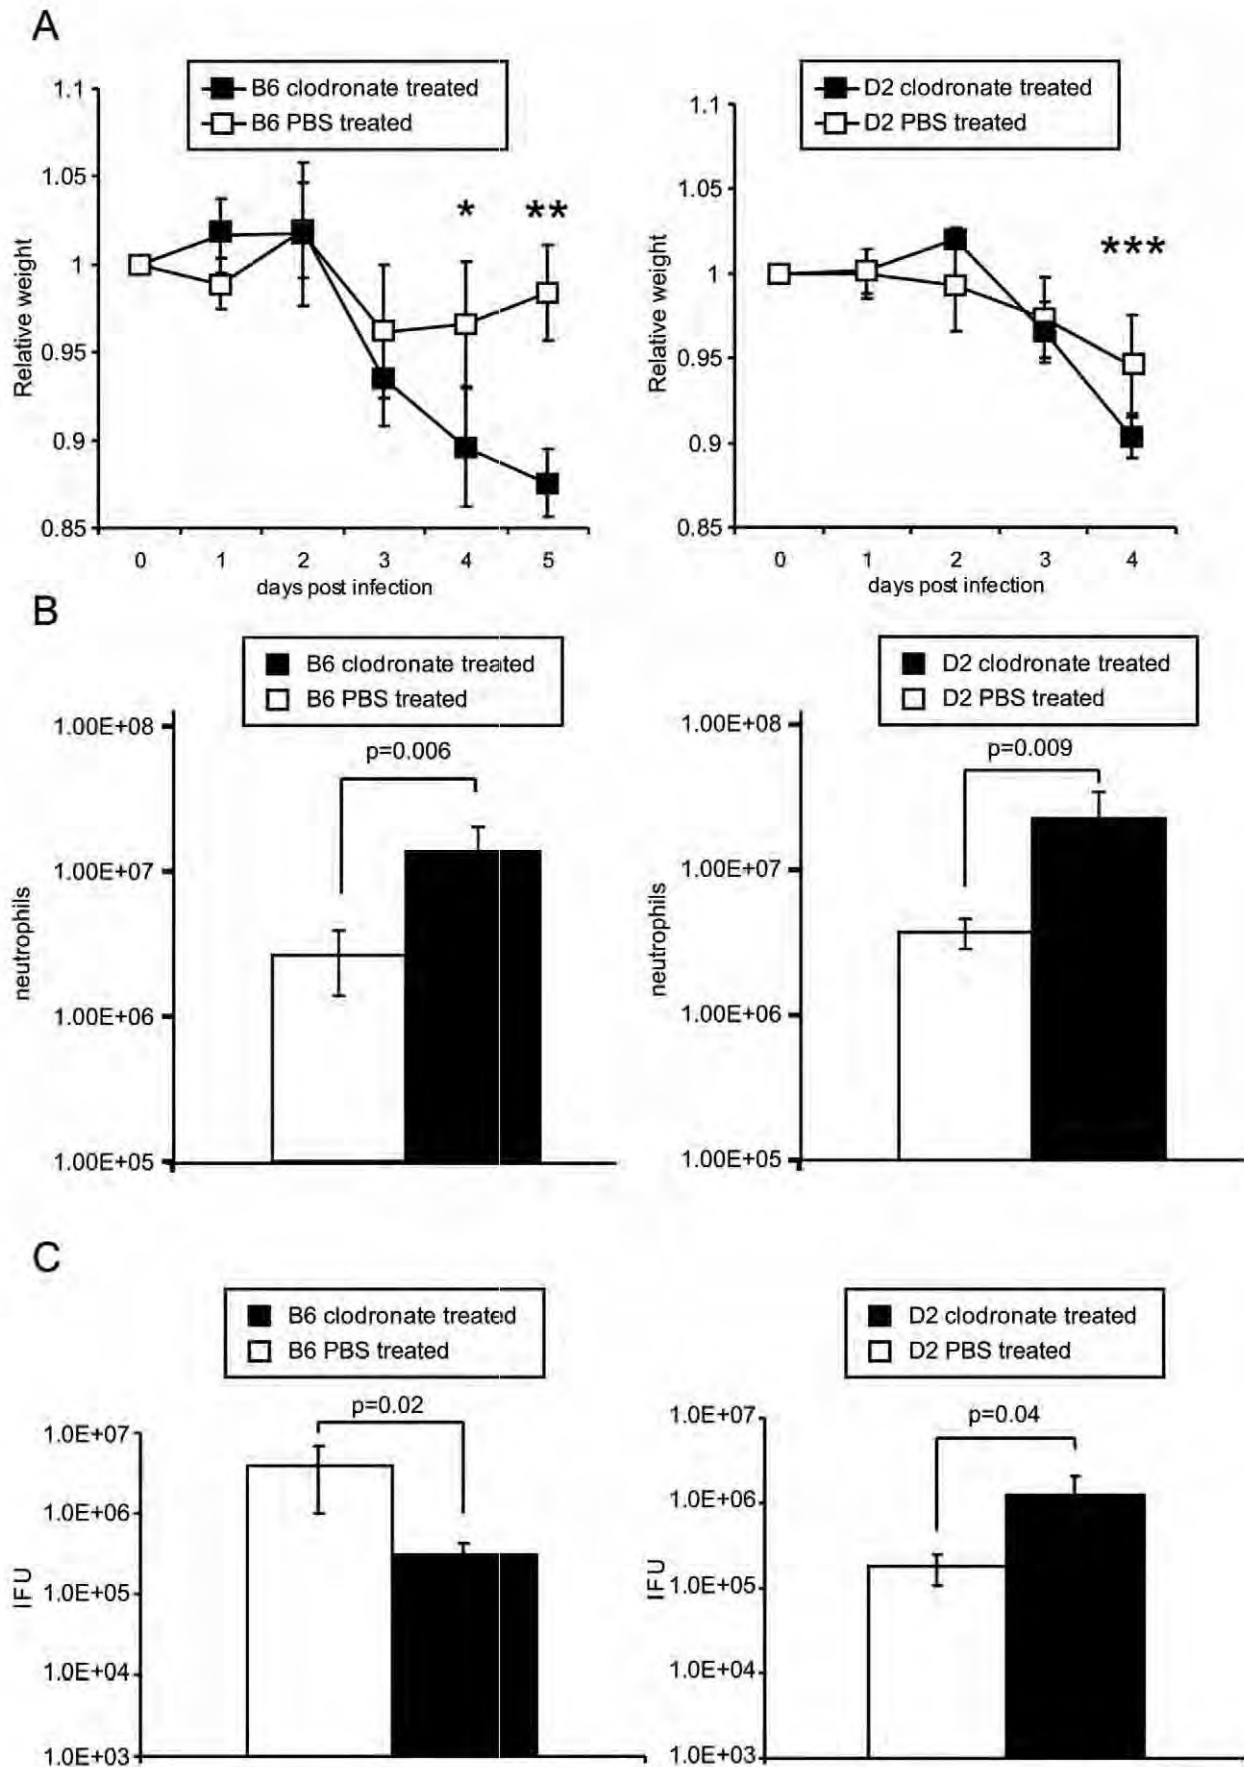 A
B6 clodronate treated
B6 PBS treated
1.1
1.05
1
0.95
0.9
0.85
Relative weight
* **
0 1 2 3 4 5
days post infection
D2 clodronate treated
D2 PBS treated
1.1
1.05
1
0.95
0.9
0.85
Relative weight
***
0 1 2 3 4
days post infection
B
B6 clodronate treated
B6 PBS treated
1.00E+08
1.00E+07
1.00E+06
1.00E+05
neutrophils
p=0.006
D2 clodronate treated
D2 PBS treated
1.00E+08
1.00E+07
1.00E+06
1.00E+05
neutrophils
p=0.009
C
B6 clodronate treated
B6 PBS treated
p=0.02
1.0E+07
1.0E+06
1.0E+05
1.0E+04
1.0E+03
IFU
D2 clodronate treated
D2 PBS treated
p=0.04
1.0E+07
1.0E+06
1.0E+05
1.0E+04
1.0E+03
IFU